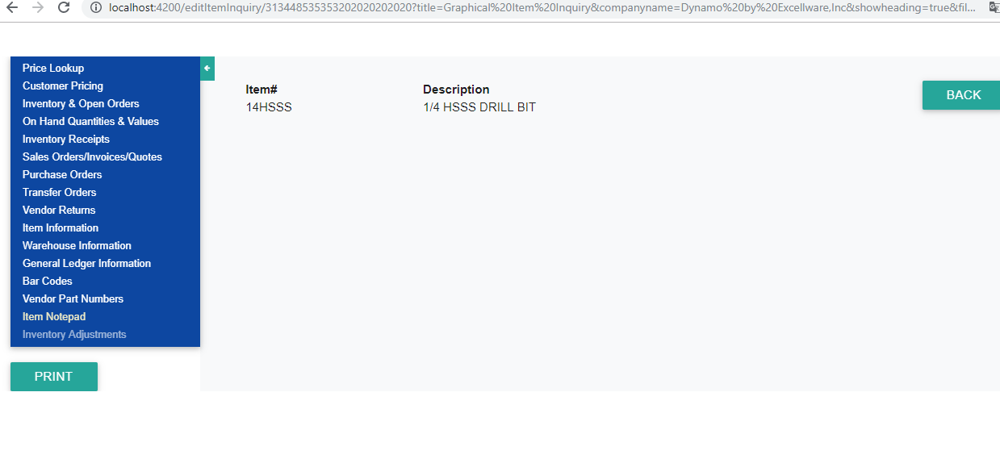 localhost:4200/editItemInquiry/31344853535320202020202020?title=Graphical%20Item%20Inquiry&companyname=Dynamo%20by%20Excellware,Inc&showheading=true&fil...
Price Lookup
Customer Pricing
Inventory & Open Orders
On Hand Quantities & Values
Inventory Receipts
Sales Orders/Invoices/Quotes
Purchase Orders
Transfer Orders
Vendor Returns
Item Information
Warehouse Information
General Ledger Information
Bar Codes
Vendor Part Numbers
Item Notepad
Inventory Adjustments
PRINT
Item#
14HSSS
Description
1/4 HSSS DRILL BIT
BACK